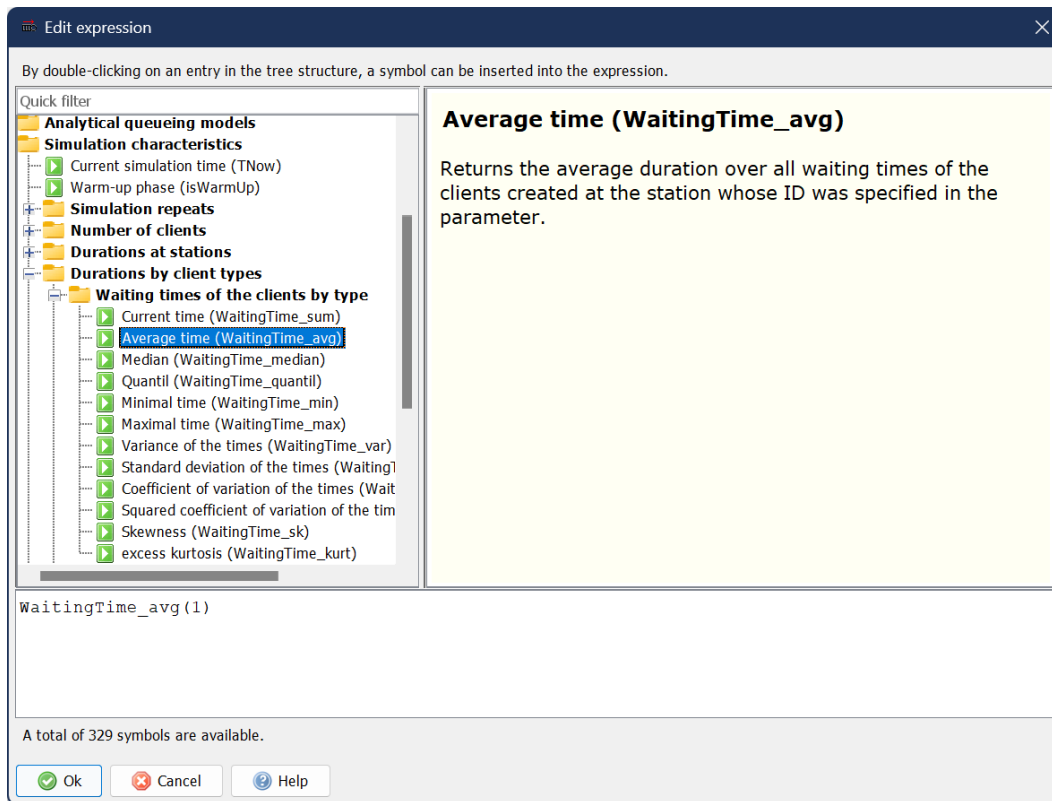 Edit expression
By double-clicking on an entry in the tree structure, a symbol can be inserted into the expression.
Quick filter
Analytical queueing models
Simulation characteristics
Current simulation time (TNow)
Warm-up phase (isWarmUp)
Simulation repeats
Number of clients
Durations at stations
Durations by client types
Waiting times of the clients by type
Current time (WaitingTime_sum)
Average time (WaitingTime_avg)
Median (WaitingTime_median)
Quantil (WaitingTime_quantil)
Minimal time (WaitingTime_min)
Maximal time (WaitingTime_max)
Variance of the times (WaitingTime_var)
Standard deviation of the times (WaitingT
Coefficient of variation of the times (Wait
Squared coefficient of variation of the tim
Skewness (WaitingTime_sk)
excess kurtosis (WaitingTime_kurt)
Average time (WaitingTime_avg)
Returns the average duration over all waiting times of the
clients created at the station whose ID was specified in the
parameter.
WaitingTime_avg(1)
A total of 329 symbols are available.
Ok Cancel Help